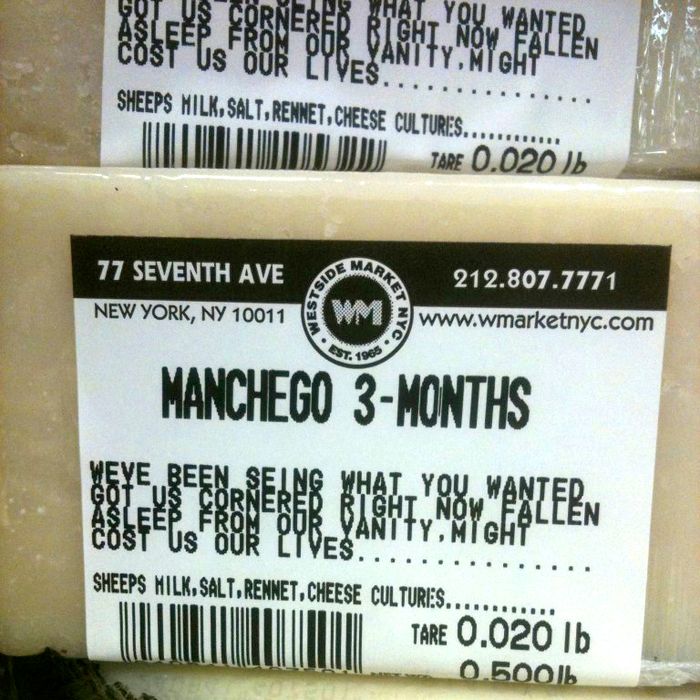 GOT US CORNERED RIGHT NOW FALLEN
ASLEEP FROM OUR VANITY.MIGHT
COST US OUR LIVES................
SHEEPS MILK,SALT,RENNET,CHEESE CULTURES............
TARE 0.020 lb
77 SEVENTH AVE
212.807.7771
NEW YORK, NY 10011
WESTSIDE MARKET NYC
WM
EST. 1965
www.wmarketnyc.com
MANCHEGO 3-MONTHS
WEVE BEEN SEING WHAT YOU WANTED
GOT US CORNERED RIGHT NOW FALLEN
ASLEEP FROM OUR VANITY.MIGHT
COST US OUR LIVES................
SHEEPS MILK,SALT,RENNET,CHEESE CULTURES............
TARE 0.020 lb
0.500lb